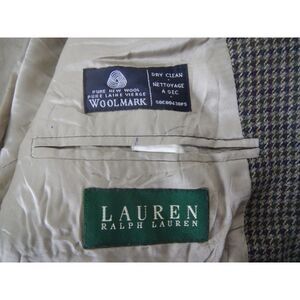 PURE NEW WOOL
PURE LAINE VIERGE
WOOLMARK
DRY CLEAN
NETTOYAGE
A SEC
LAUREN
RALPH LAUREN